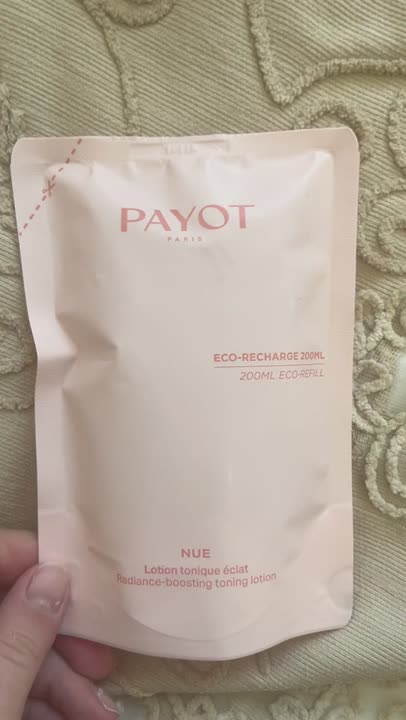 PAYOT
PARIS
ECO-RECHARGE 200ML
200ML ECO-REFILL
NUE
Lotion tonique éclat
Radiance-boosting toning lotion